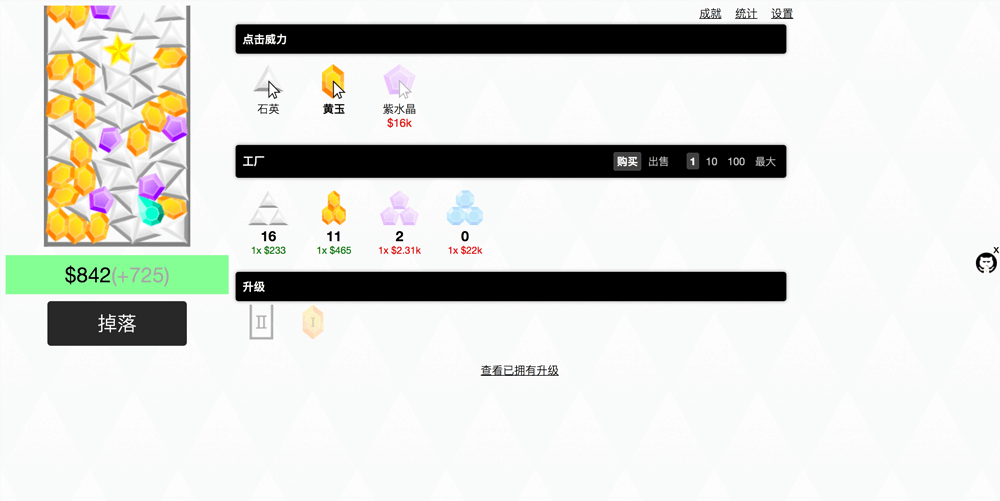 成就 统计 设置
点击威力
石英 黄玉 紫水晶
$16k
工厂 购买 出售 1 10 100 最大
16 11 2 0
1x $233 1x $465 1x $2.31k 1x $22k
升级
II I
$842(+725)
掉落
查看已拥有升级
x